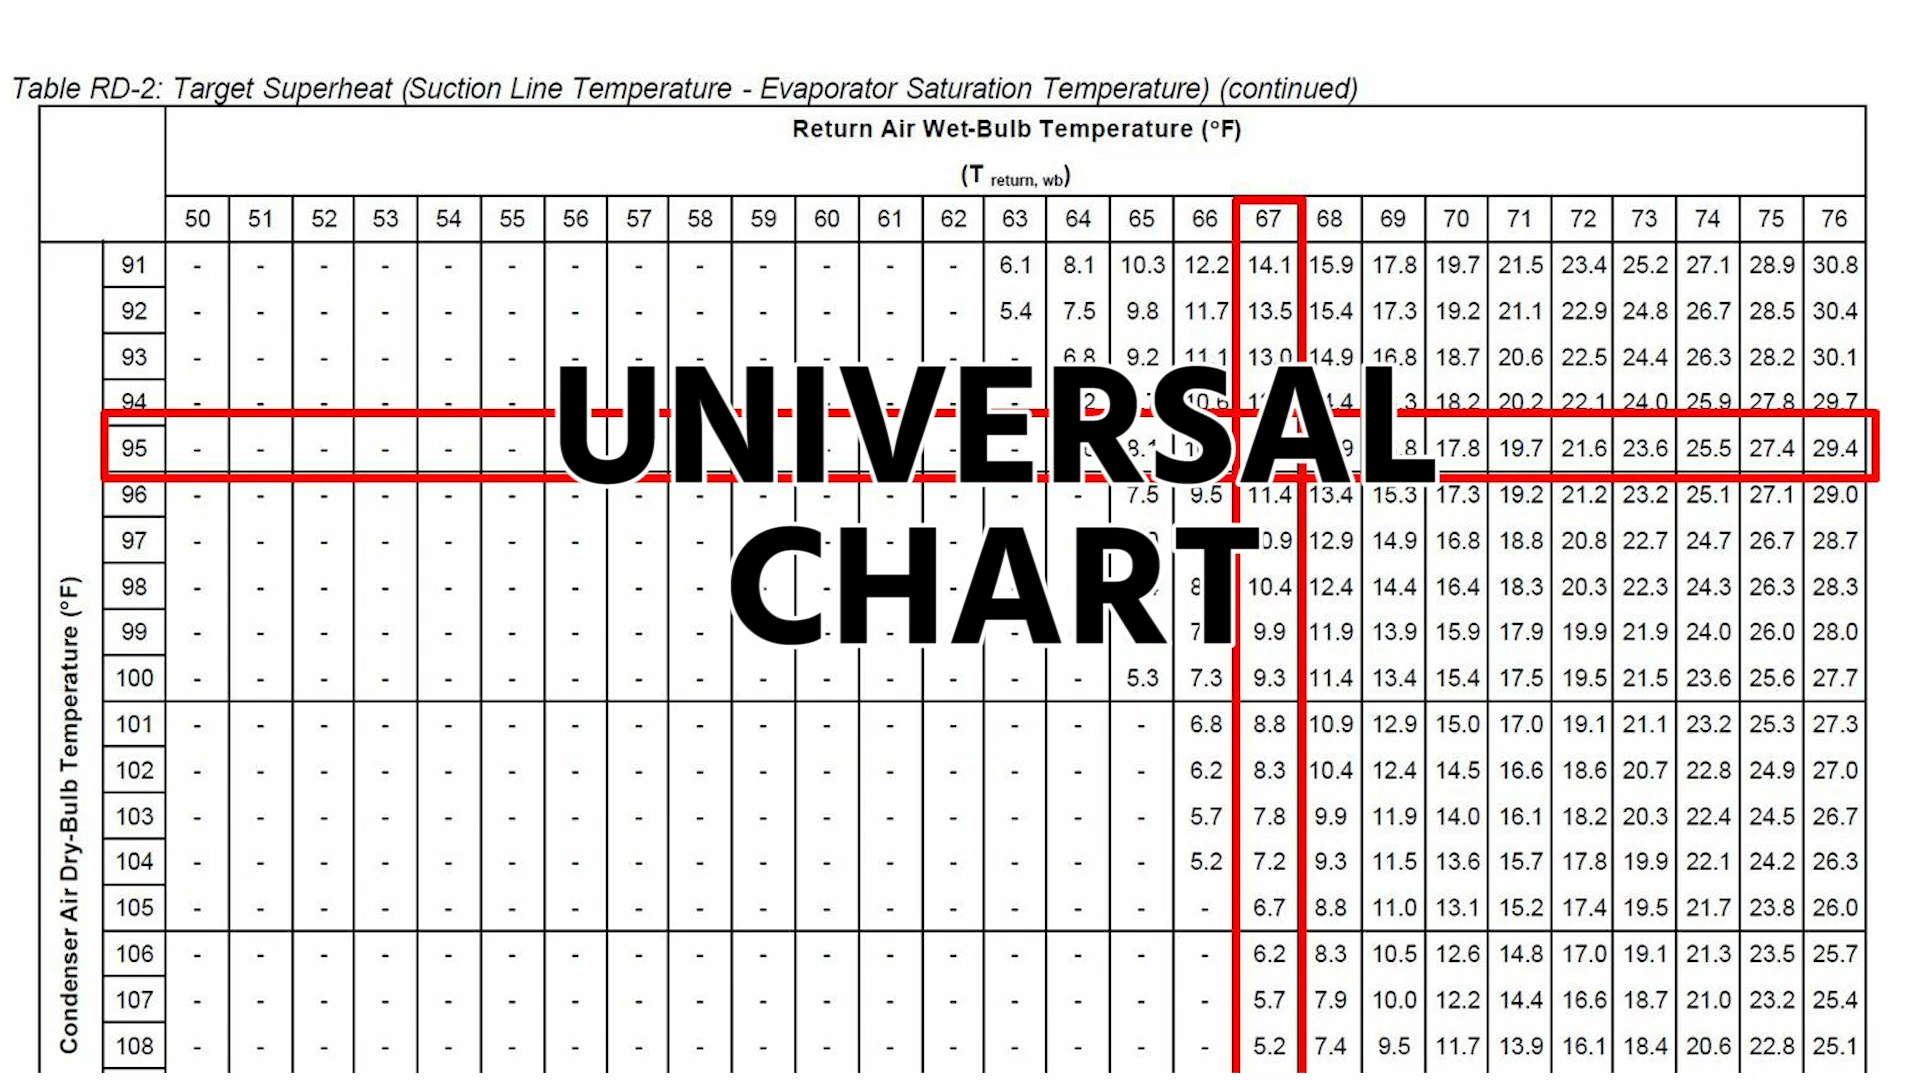 Table RD-2: Target Superheat (Suction Line Temperature - Evaporator Saturation Temperature) (continued)
Return Air Wet-Bulb Temperature (°F)
(T return, wb)
50 51 52 53 54 55 56 57 58 59 60 61 62 63 64 65 66 67 68 69 70 71 72 73 74 75 76
Condenser Air Dry-Bulb Temperature (°F)
91 - - - - - - - - - - - - - 6.1 8.1 10.3 12.2 14.1 15.9 17.8 19.7 21.5 23.4 25.2 27.1 28.9 30.8
92 - - - - - - - - - - - - - 5.4 7.5 9.8 11.7 13.5 15.4 17.3 19.2 21.1 22.9 24.8 26.7 28.5 30.4
93 - - - - - - - - - - - - - - 6.8 9.2 11.1 13.0 14.9 16.8 18.7 20.6 22.5 24.4 26.3 28.2 30.1
94 10.6 18.2 20.2 22.1 24.0 25.9 27.8 29.7
95 - - - - - - 17.8 19.7 21.6 23.6 25.5 27.4 29.4
UNIVERSAL
96 - - - - - - - - - - - - - - - 7.5 9.5 11.4 13.4 15.3 17.3 19.2 21.2 23.2 25.1 27.1 29.0
97 - - - - - - - - - 12.9 14.9 16.8 18.8 20.8 22.7 24.7 26.7 28.7
CHART
98 - - - - - - - - - 10.4 12.4 14.4 16.4 18.3 20.3 22.3 24.3 26.3 28.3
99 - - - - - - - - - 9.9 11.9 13.9 15.9 17.9 19.9 21.9 24.0 26.0 28.0
100 - - - - - - - - - - - - - - - 5.3 7.3 9.3 11.4 13.4 15.4 17.5 19.5 21.5 23.6 25.6 27.7
101 - - - - - - - - - - - - - - - - 6.8 8.8 10.9 12.9 15.0 17.0 19.1 21.1 23.2 25.3 27.3
102 - - - - - - - - - - - - - - - - 6.2 8.3 10.4 12.4 14.5 16.6 18.6 20.7 22.8 24.9 27.0
103 - - - - - - - - - - - - - - - - 5.7 7.8 9.9 11.9 14.0 16.1 18.2 20.3 22.4 24.5 26.7
104 - - - - - - - - - - - - - - - - 5.2 7.2 9.3 11.5 13.6 15.7 17.8 19.9 22.1 24.2 26.3
105 - - - - - - - - - - - - - - - - - 6.7 8.8 11.0 13.1 15.2 17.4 19.5 21.7 23.8 26.0
106 - - - - - - - - - - - - - - - - - 6.2 8.3 10.5 12.6 14.8 17.0 19.1 21.3 23.5 25.7
107 - - - - - - - - - - - - - - - - - 5.7 7.9 10.0 12.2 14.4 16.6 18.7 21.0 23.2 25.4
108 - - - - - - - - - - - - - - - - - 5.2 7.4 9.5 11.7 13.9 16.1 18.4 20.6 22.8 25.1